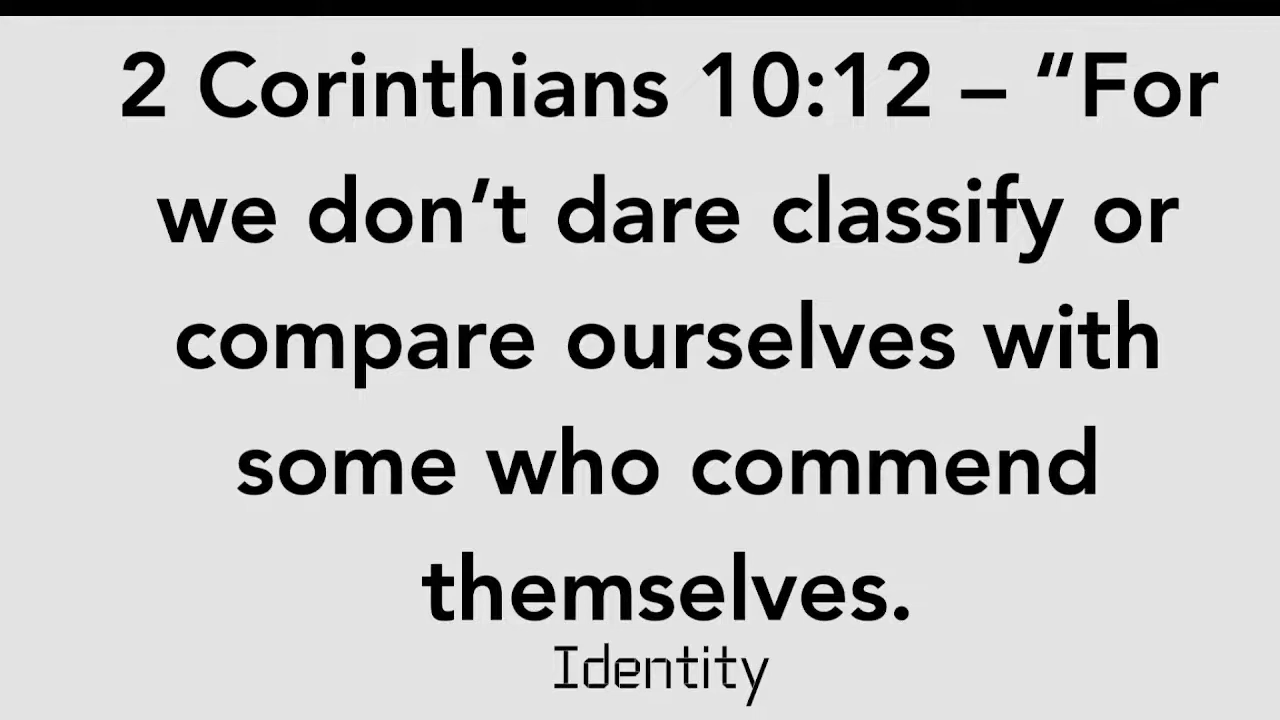 2 Corinthians 10:12 – “For
we don’t dare classify or
compare ourselves with
some who commend
themselves.
Identity